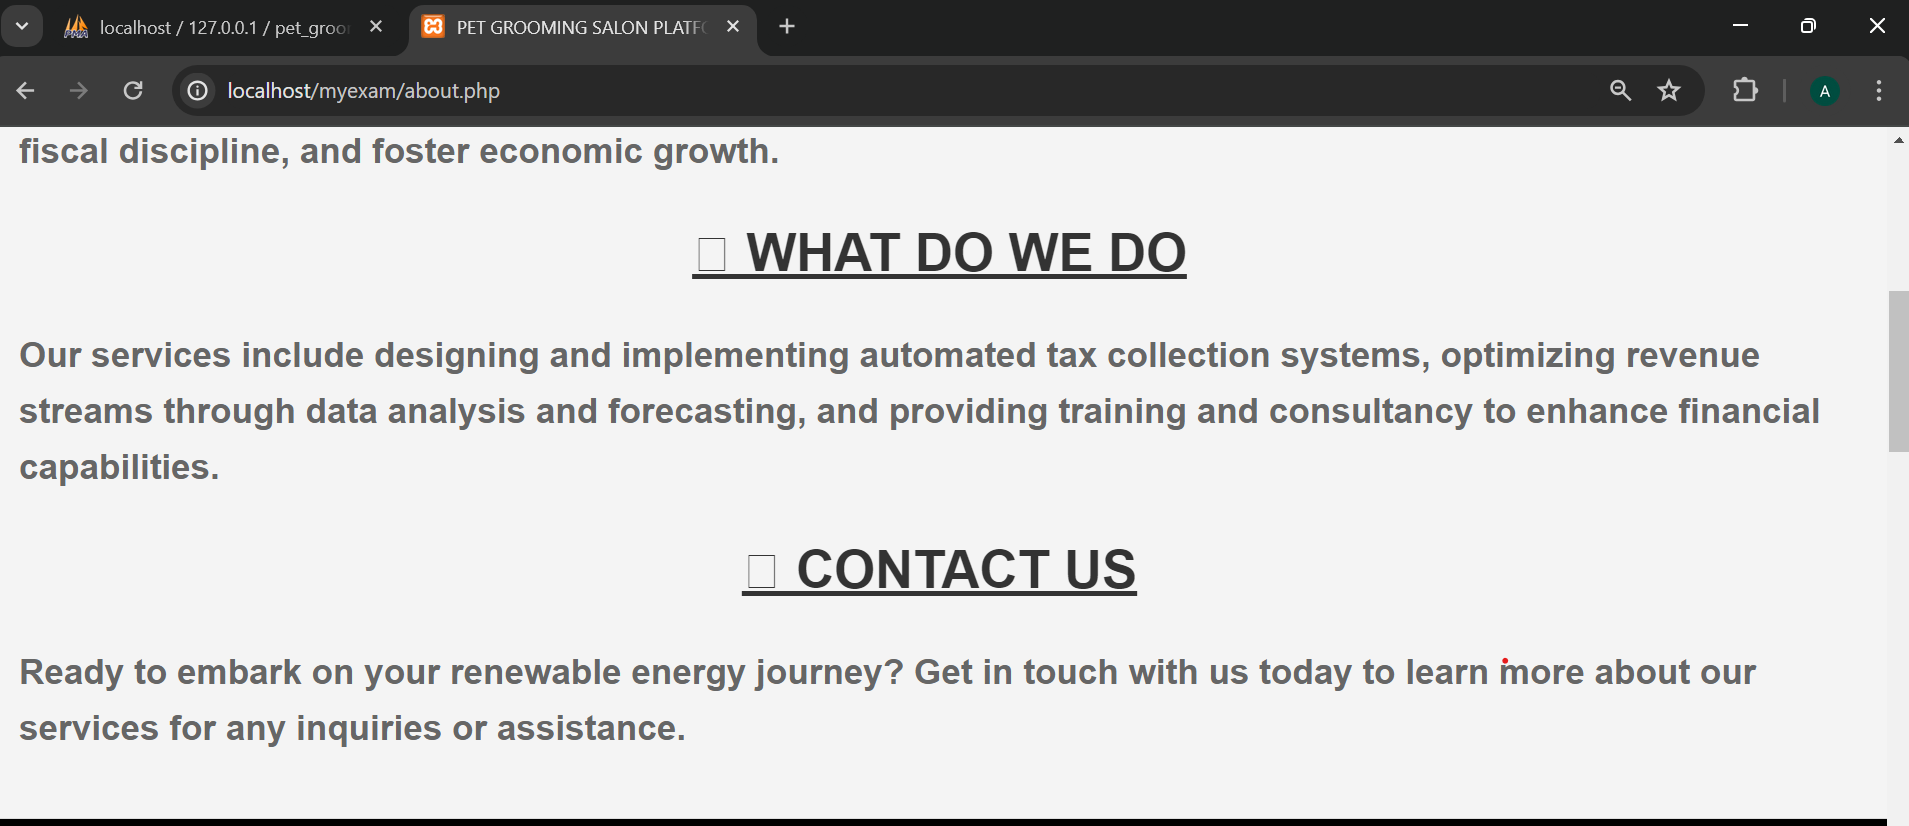 localhost / 127.0.0.1 / pet_groo
PET GROOMING SALON PLATF
localhost/myexam/about.php
A
fiscal discipline, and foster economic growth.
WHAT DO WE DO
Our services include designing and implementing automated tax collection systems, optimizing revenue
streams through data analysis and forecasting, and providing training and consultancy to enhance financial
capabilities.
CONTACT US
Ready to embark on your renewable energy journey? Get in touch with us today to learn more about our
services for any inquiries or assistance.